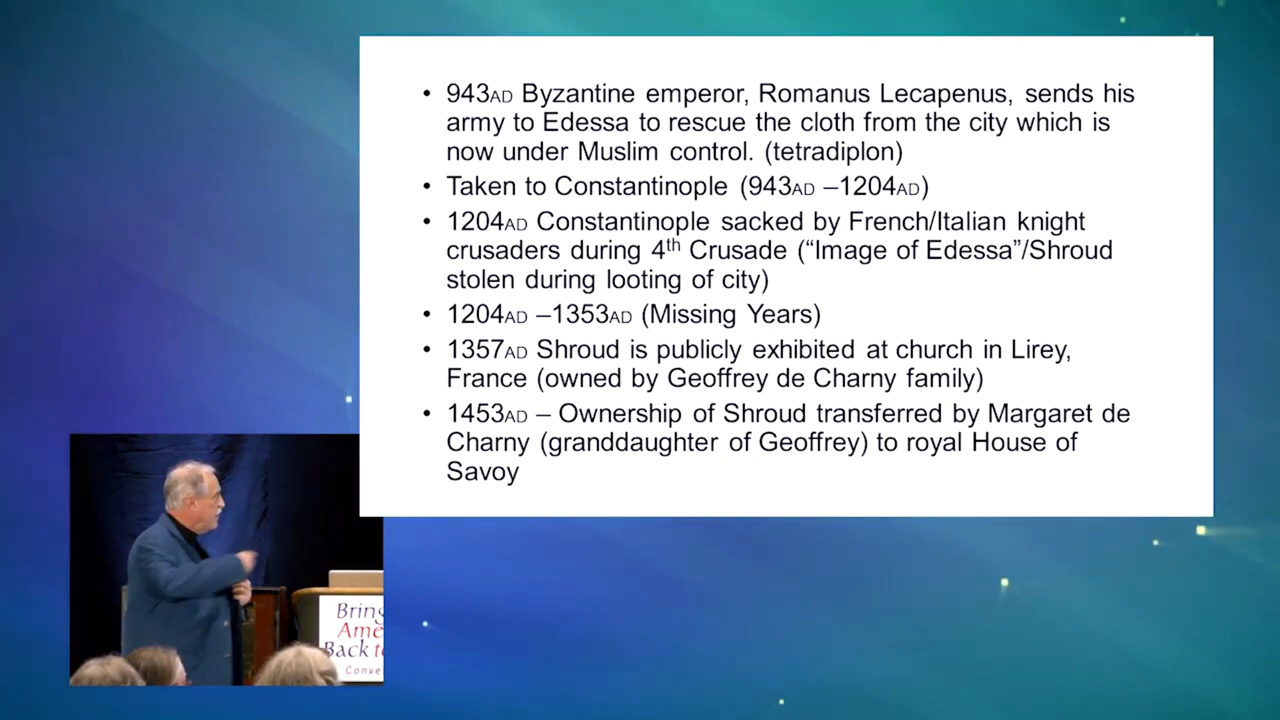 • 943AD Byzantine emperor, Romanus Lecapenus, sends his
army to Edessa to rescue the cloth from the city which is
now under Muslim control. (tetradiplon)
• Taken to Constantinople (943AD –1204AD)
• 1204AD Constantinople sacked by French/Italian knight
crusaders during 4th Crusade (“Image of Edessa”/Shroud
stolen during looting of city)
• 1204AD –1353AD (Missing Years)
• 1357AD Shroud is publicly exhibited at church in Lirey,
France (owned by Geoffrey de Charny family)
• 1453AD – Ownership of Shroud transferred by Margaret de
Charny (granddaughter of Geoffrey) to royal House of
Savoy
Bring
Ame
Back t
Conve